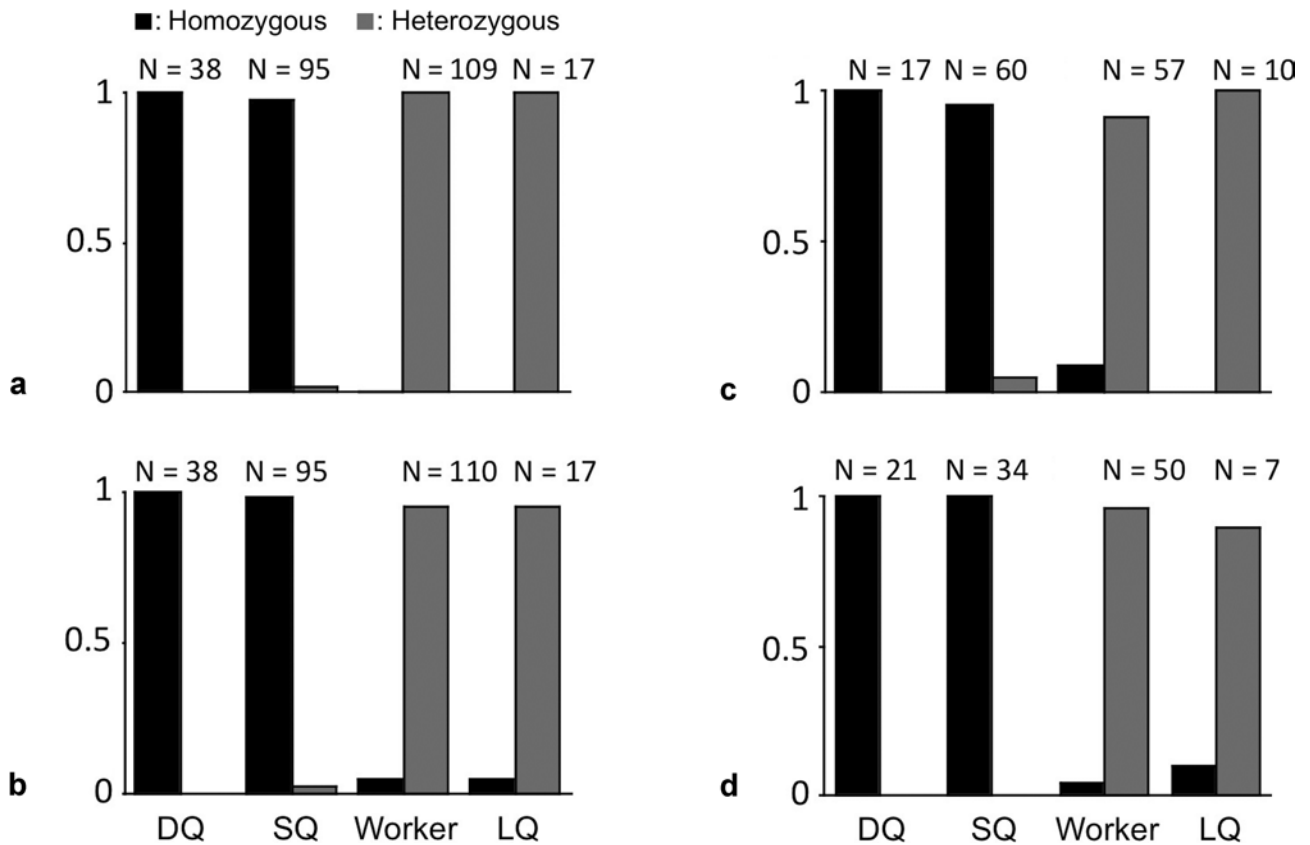 ■: Homozygous ■: Heterozygous
N = 38 N = 95 N = 109 N = 17
1
0.5
0
a
N = 17 N = 60 N = 57 N = 10
1
0.5
0
c
N = 38 N = 95 N = 110 N = 17
1
0.5
0
b
DQ SQ Worker LQ
N = 21 N = 34 N = 50 N = 7
1
0.5
0
d
DQ SQ Worker LQ